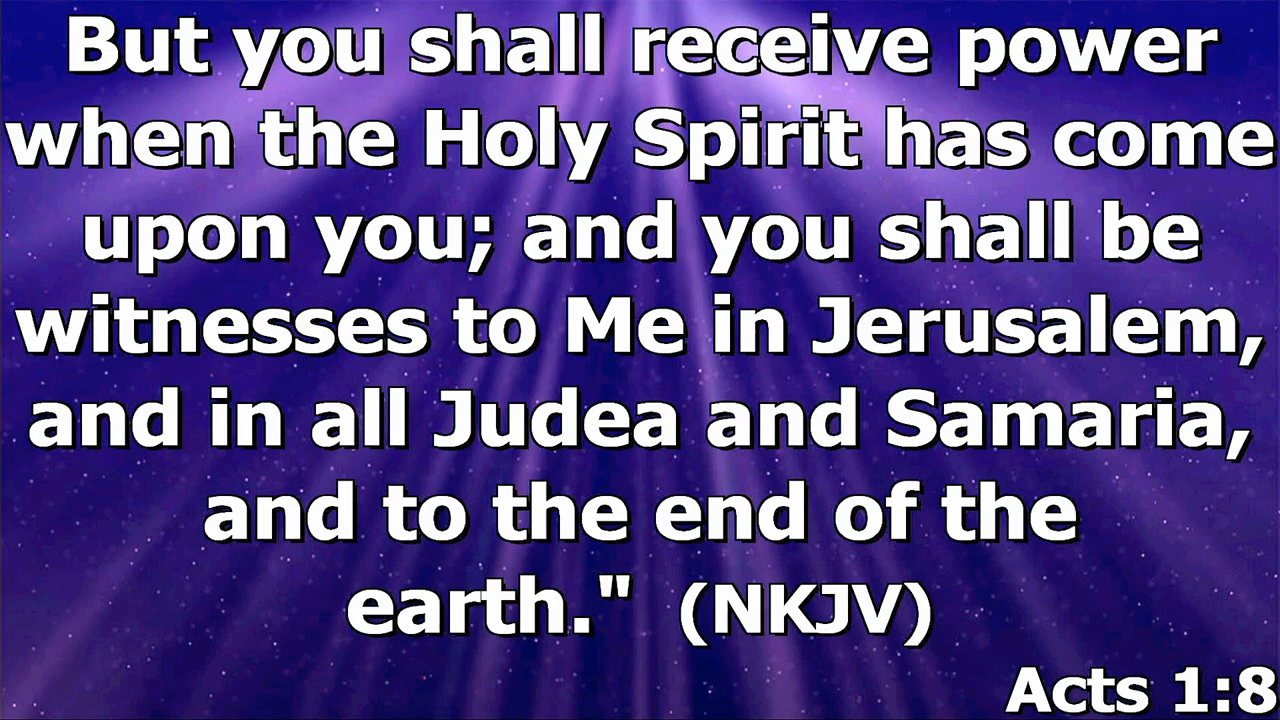 But you shall receive power
when the Holy Spirit has come
upon you; and you shall be
witnesses to Me in Jerusalem,
and in all Judea and Samaria,
and to the end of the
earth." (NKJV)
Acts 1:8